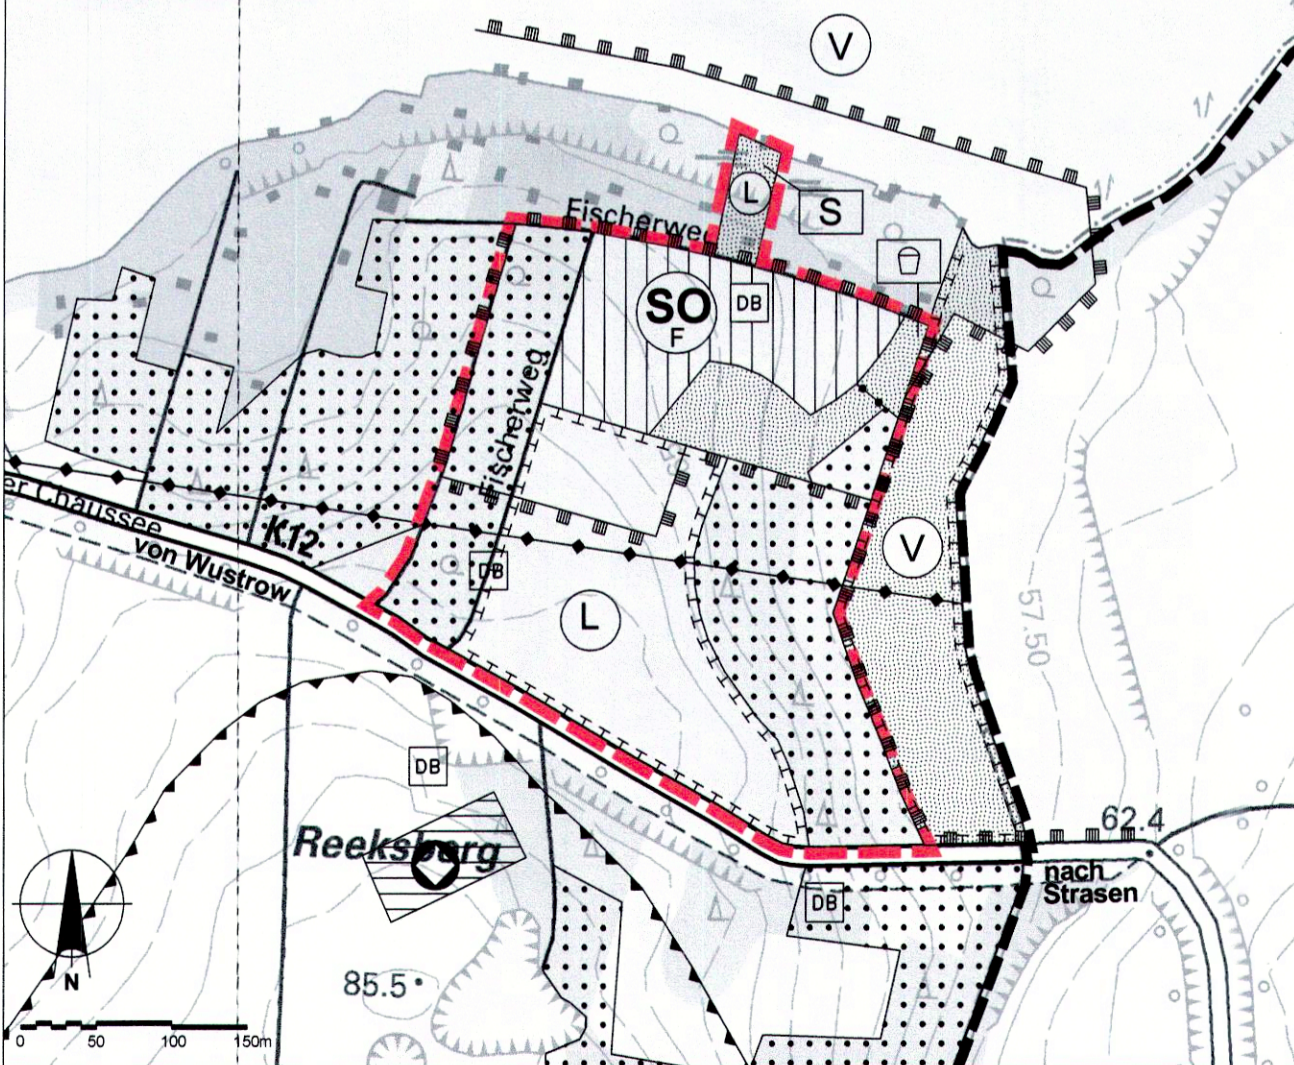 V
L
S
Fischerweg
SO
F
DB
Fischerweg
er Chaussee
K12
von Wustrow
DB
V
L
57.50
DB
Reeksberg
62.4
nach
Strasen
DB
85.5
N
0 50 100 150m